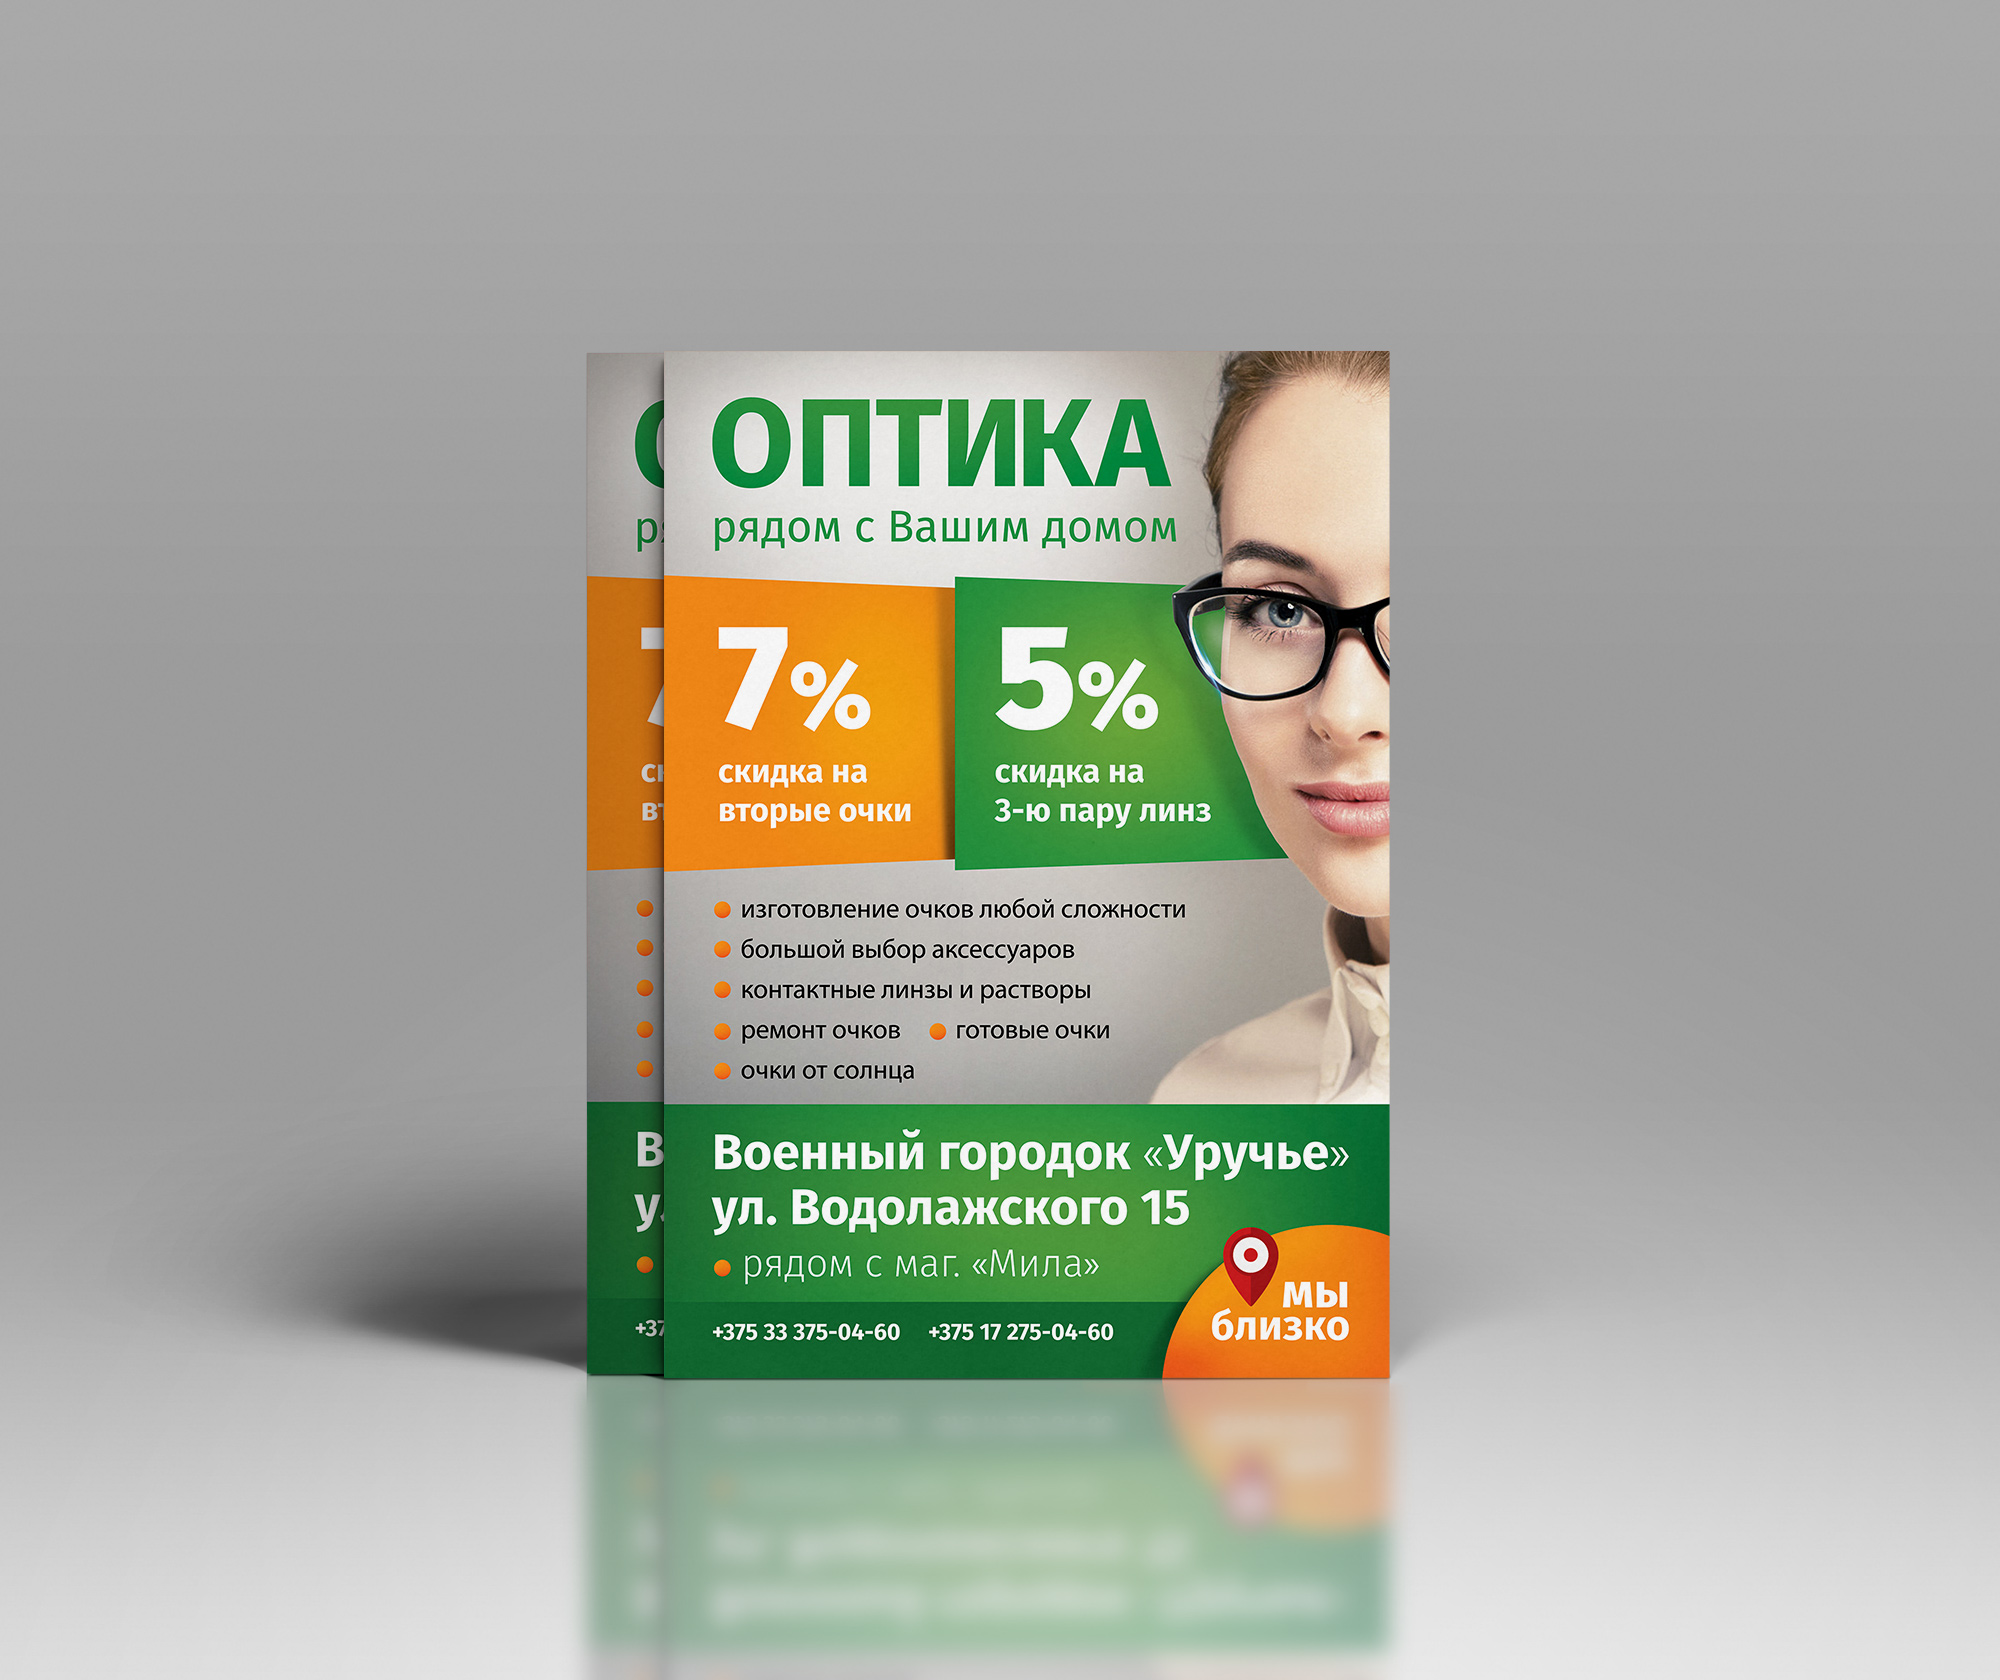 ОПТИКА
рядом с Вашим домом
7%
скидка на
вторые очки
5%
скидка на
3-ю пару линз
изготовление очков любой сложности
большой выбор аксессуаров
контактные линзы и растворы
ремонт очков готовые очки
очки от солнца
Военный городок «Уручье»
ул. Водолажского 15
рядом с маг. «Мила»
+375 33 375-04-60 +375 17 275-04-60
мы
близко